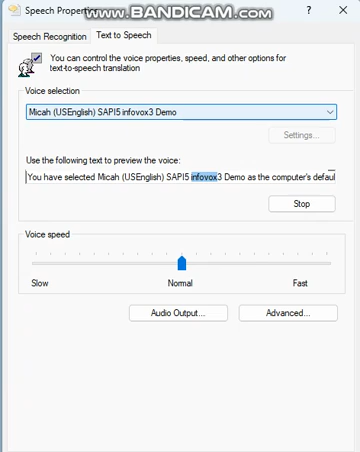 Speech Properties
www.BANDICAM.com
Speech Recognition
Text to Speech
You can control the voice properties, speed, and other options for
text-to-speech translation
Voice selection
Micah (USEnglish) SAPI5 infovox3 Demo
Settings...
Use the following text to preview the voice:
You have selected Micah (USEnglish) SAPI5 infovox3 Demo as the computer's defaul
Stop
Voice speed
Slow
Normal
Fast
Audio Output...
Advanced...